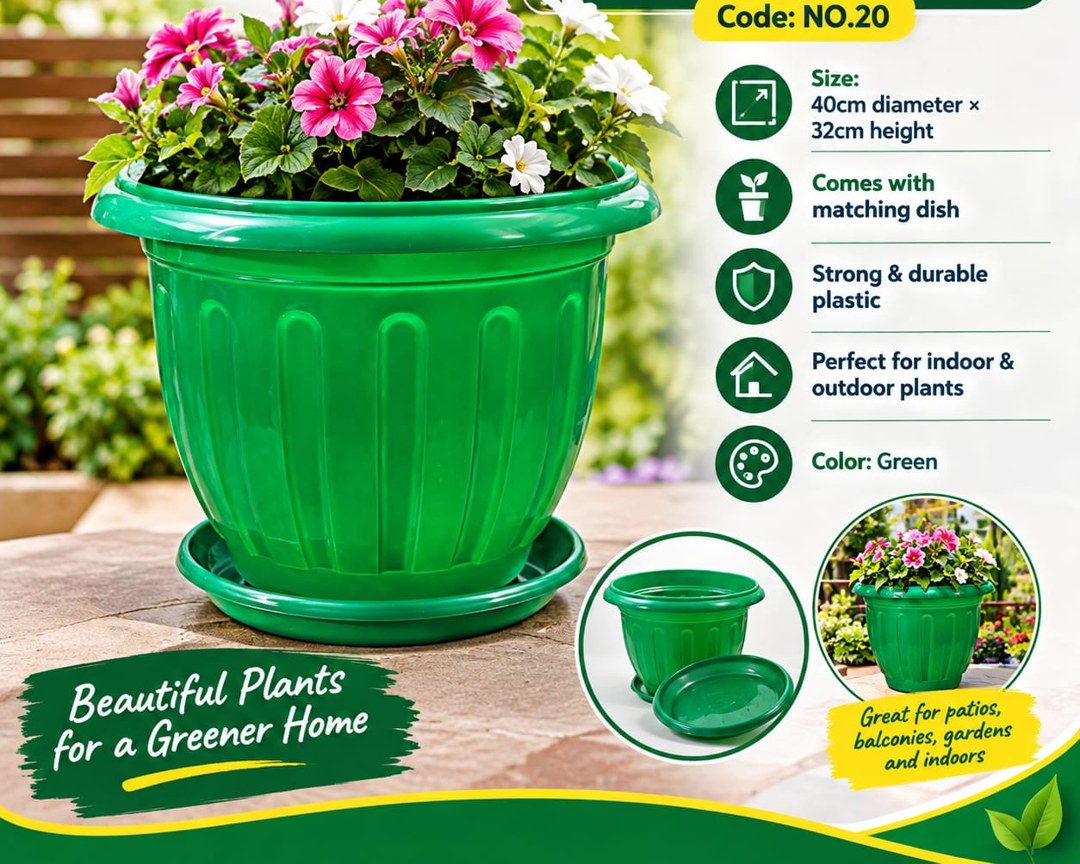 Code: NO.20
Size:
40cm diameter ×
32cm height
Comes with
matching dish
Strong & durable
plastic
Perfect for indoor &
outdoor plants
Color: Green
Beautiful Plants
for a Greener Home
Great for patios,
balconies, gardens
and indoors